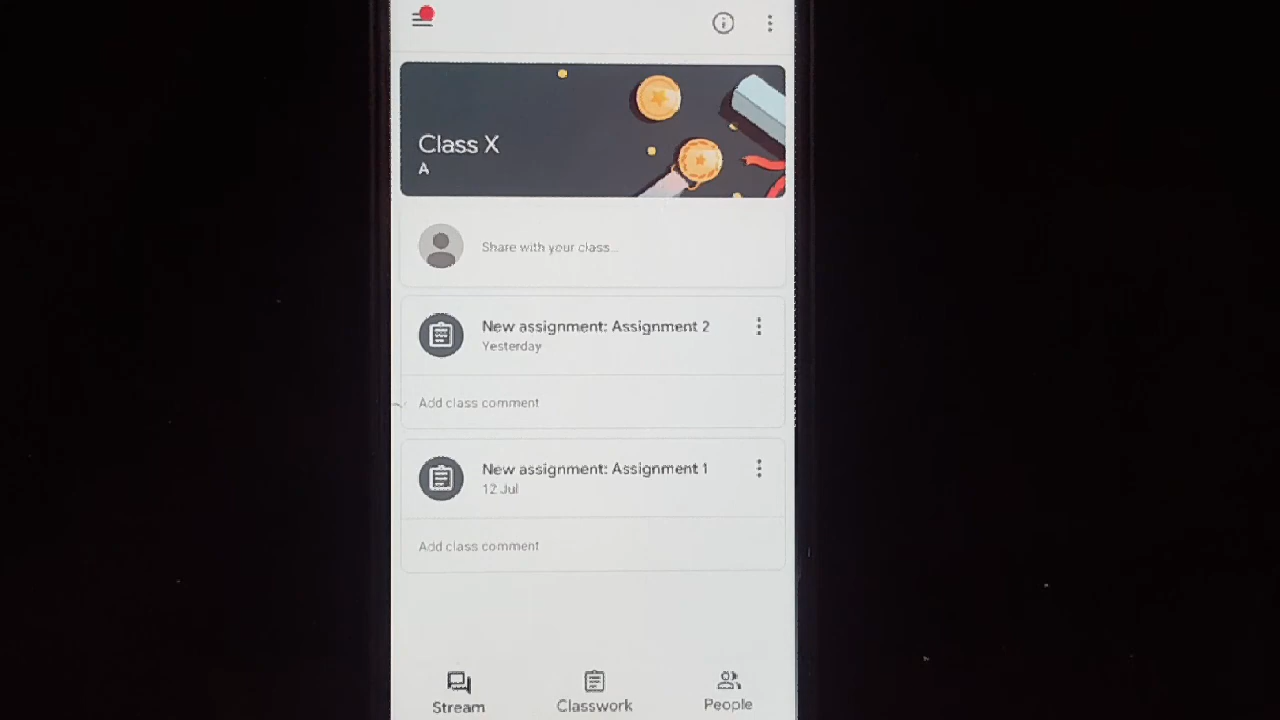 Class X
A
Share with your class...
New assignment: Assignment 2
Yesterday
Add class comment
New assignment: Assignment 1
12 Jul
Add class comment
Stream
Classwork
People